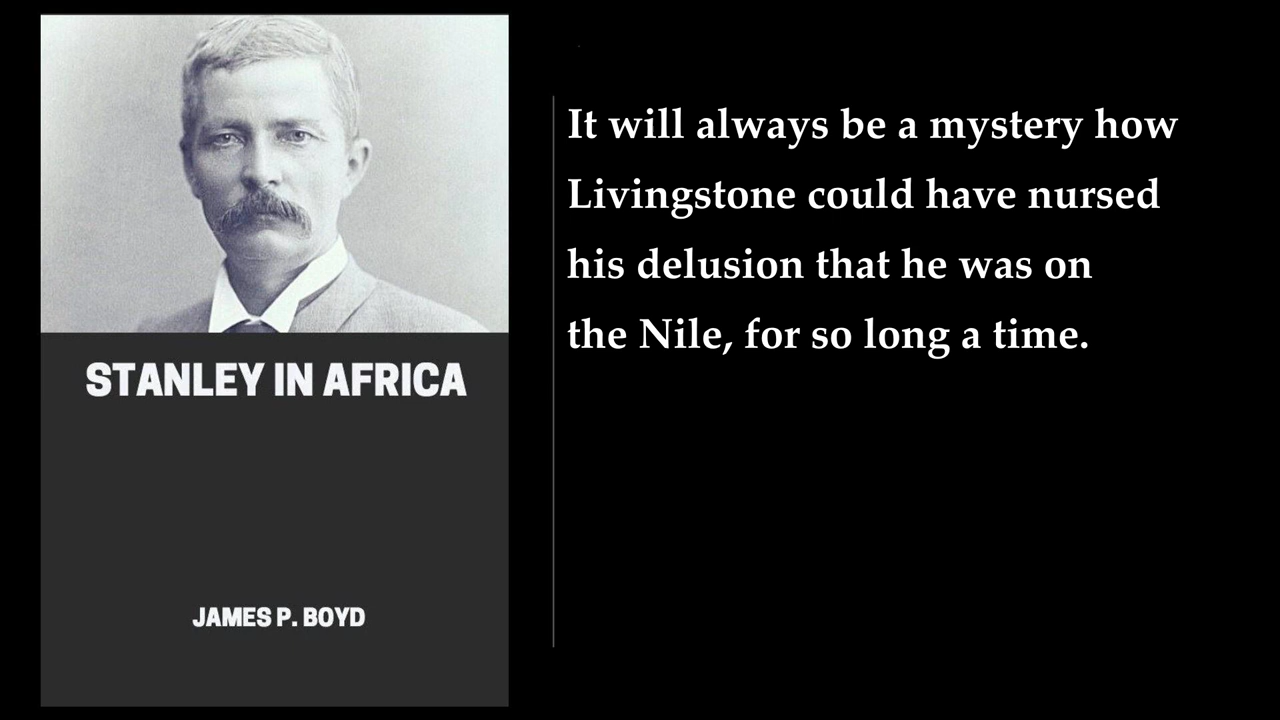 STANLEY IN AFRICA
JAMES P. BOYD
It will always be a mystery how
Livingstone could have nursed
his delusion that he was on
the Nile, for so long a time.